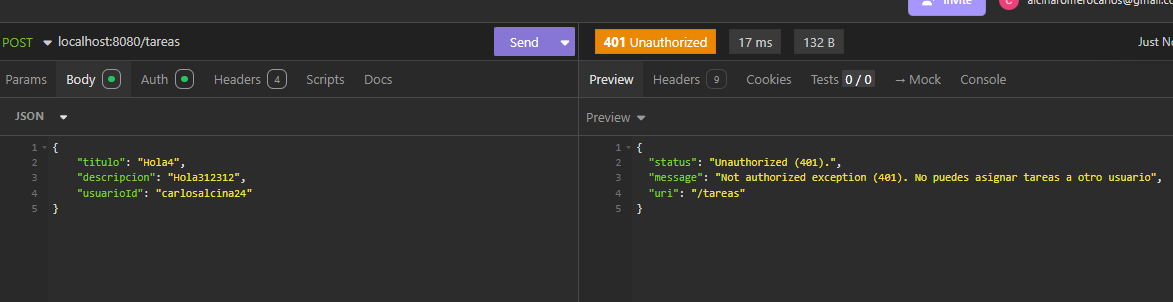 Invite
C
alcinaromerocarlos@gmail.co
POST localhost:8080/tareas Send
401 Unauthorized 17 ms 132 B Just No
Params Body Auth Headers 4 Scripts Docs
Preview Headers 9 Cookies Tests 0 / 0 → Mock Console
JSON
Preview
1 {
2 "titulo": "Hola4",
3 "descripcion": "Hola312312",
4 "usuarioId": "carlosalcina24"
5 }
1 {
2 "status": "Unauthorized (401).",
3 "message": "Not authorized exception (401). No puedes asignar tareas a otro usuario",
4 "uri": "/tareas"
5 }